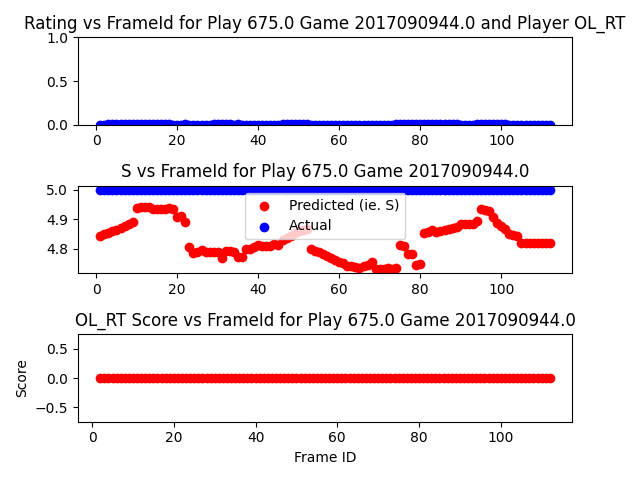 Rating vs FrameId for Play 675.0 Game 2017090944.0 and Player OL_RT
1.0
0.5
0.0
0 20 40 60 80 100
S vs FrameId for Play 675.0 Game 2017090944.0
5.0
4.9
4.8
Predicted (ie. S)
Actual
0 20 40 60 80 100
OL_RT Score vs FrameId for Play 675.0 Game 2017090944.0
Score
0.5
0.0
−0.5
0 20 40 60 80 100
Frame ID